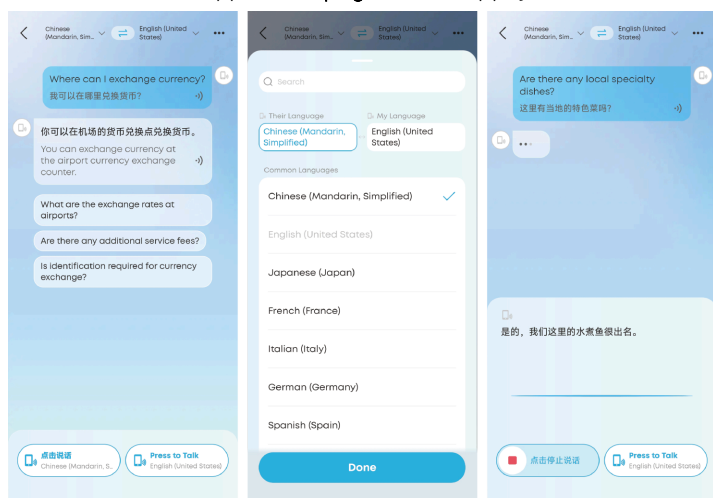 Chinese
(Mandarin, Sim...
English (United
States)
Where can I exchange currency?
我可以在哪里兑换货币?
你可以在机场的货币兑换点兑换货币。
You can exchange currency at
the airport currency exchange
counter.
What are the exchange rates at
airports?
Are there any additional service fees?
Is identification required for currency
exchange?
点击说话
Chinese (Mandarin, S...
Press to Talk
English (United States)
Chinese
(Mandarin, Sim...
English (United
States)
Search
Their Language
My Language
Chinese (Mandarin,
Simplified)
English (United
States)
Common Languages
Chinese (Mandarin, Simplified)
English (United States)
Japanese (Japan)
French (France)
Italian (Italy)
German (Germany)
Spanish (Spain)
Done
Chinese
(Mandarin, Sim...
English (United
States)
Are there any local specialty
dishes?
这里有当地的特色菜吗?
是的，我们这里的水煮鱼很出名。
点击停止说话
Press to Talk
English (United States)